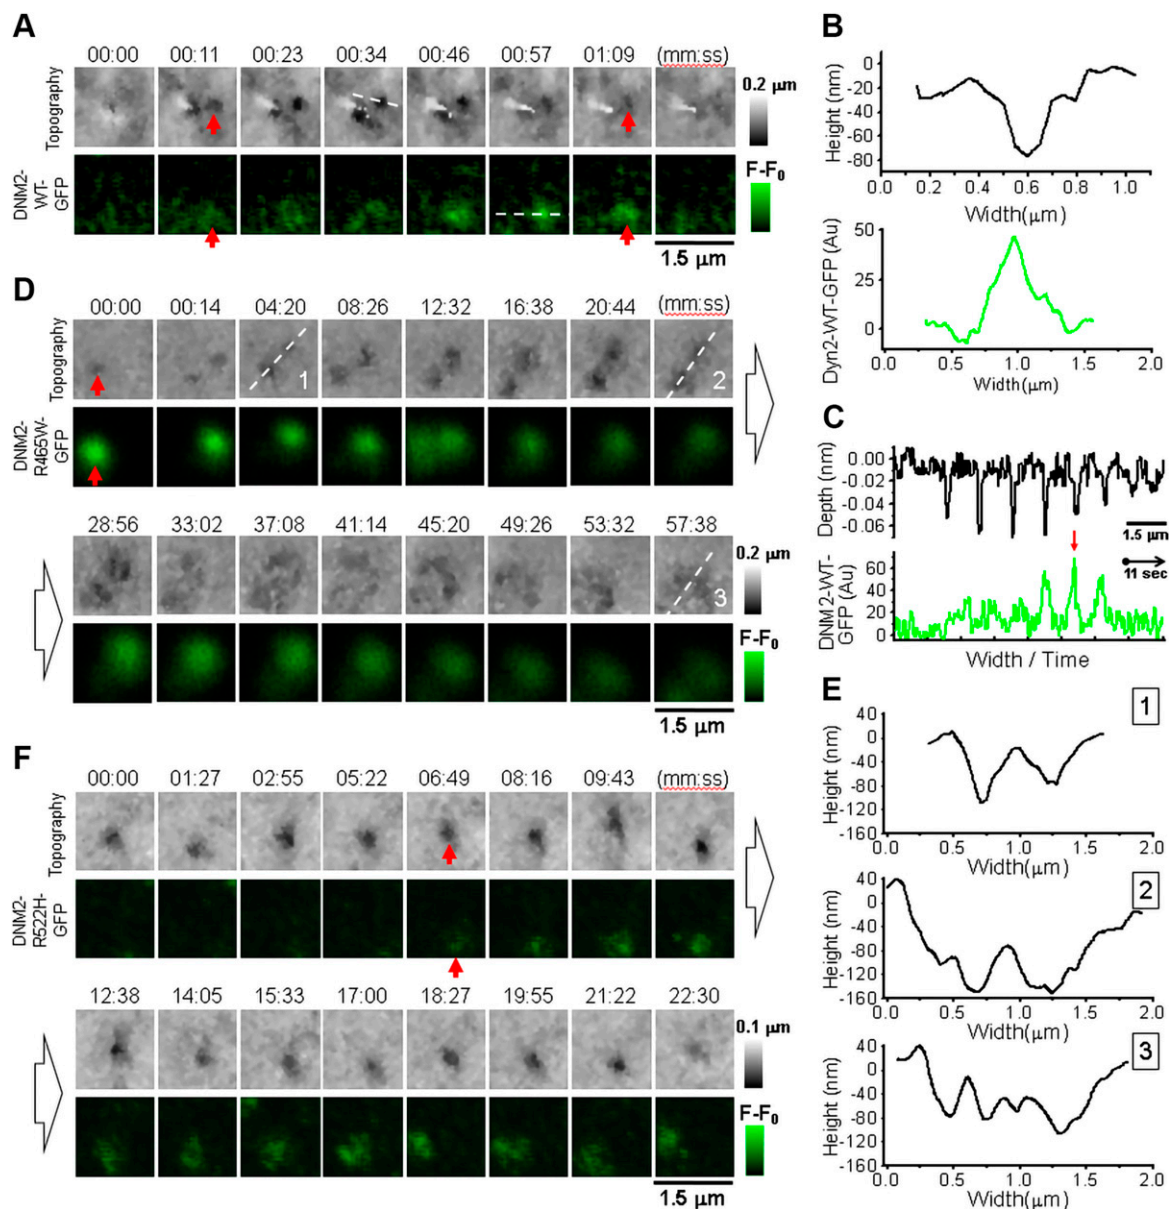 A
00:00 00:11 00:23 00:34 00:46 00:57 01:09 (mm:ss)
Topography
0.2 μm
DNM2-
WT-
GFP
F-F0
1.5 μm
B
Height (nm)
0
-20
-40
-60
-80
0.0 0.2 0.4 0.6 0.8 1.0
Width(μm)
Dyn2-WT-GFP (Au)
50
25
0
0.0 0.5 1.0 1.5 2.0
Width(μm)
C
Depth (nm)
0.00
-0.02
-0.04
-0.06
1.5 μm
11 sec
DNM2-WT-
GFP (Au)
60
40
20
0
Width / Time
D
00:00 00:14 04:20 08:26 12:32 16:38 20:44 (mm:ss)
Topography
1
2
DNM2-
R465W-
GFP
28:56 33:02 37:08 41:14 45:20 49:26 53:32 57:38
3
0.2 μm
F-F0
1.5 μm
E
1
Height (nm)
40
0
-40
-80
-120
-160
0.0 0.5 1.0 1.5 2.0
Width(μm)
2
Height (nm)
40
0
-40
-80
-120
-160
0.0 0.5 1.0 1.5 2.0
Width(μm)
3
Height (nm)
40
0
-40
-80
-120
-160
0.0 0.5 1.0 1.5 2.0
Width(μm)
F
00:00 01:27 02:55 05:22 06:49 08:16 09:43 (mm:ss)
Topography
DNM2-
R522H-
GFP
12:38 14:05 15:33 17:00 18:27 19:55 21:22 22:30
0.1 μm
F-F0
1.5 μm